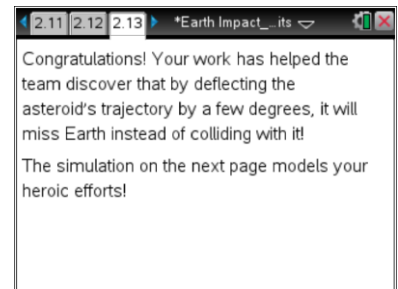 2.11 2.12 2.13 *Earth Impact_...its
Congratulations! Your work has helped the
team discover that by deflecting the
asteroid's trajectory by a few degrees, it will
miss Earth instead of colliding with it!
The simulation on the next page models your
heroic efforts!